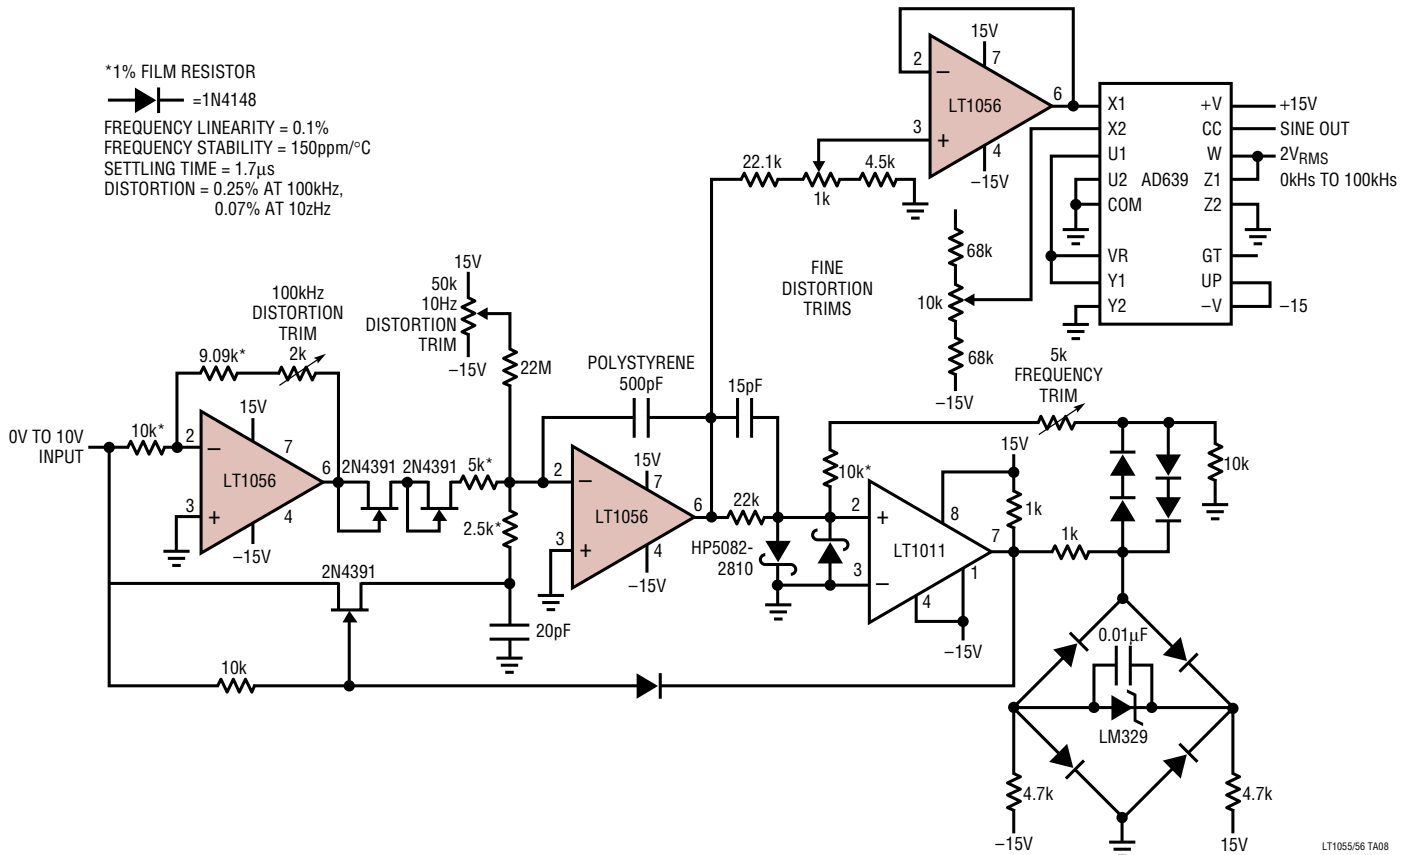 *1% FILM RESISTOR
=1N4148
FREQUENCY LINEARITY = 0.1%
FREQUENCY STABILITY = 150ppm/°C
SETTLING TIME = 1.7µs
DISTORTION = 0.25% AT 100kHz,
0.07% AT 10zHz
15V
2
7
–
LT1056
6
3
+
4
–15V
22.1k
4.5k
1k
X1
+V
+15V
X2
CC
SINE OUT
U1
W
2VRMS
U2
AD639
Z1
0kHs TO 100kHs
COM
Z2
VR
GT
Y1
UP
Y2
–V
–15
68k
10k
68k
–15V
FINE
DISTORTION
TRIMS
15V
50k
10Hz
DISTORTION
TRIM
–15V
22M
100kHz
DISTORTION
TRIM
2k
9.09k*
0V TO 10V
INPUT
10k*
15V
2
–
7
LT1056
6
3
+
4
–15V
2N4391
2N4391
5k*
2.5k*
2N4391
20pF
10k
POLYSTYRENE
500pF
15pF
15V
2
–
7
LT1056
6
3
+
4
–15V
22k
HP5082-
2810
10k*
5k
FREQUENCY
TRIM
15V
2
+
8
LT1011
7
3
–
1
4
–15V
1k
1k
10k
0.01µF
LM329
4.7k
4.7k
–15V
15V
LT1055/56 TA08